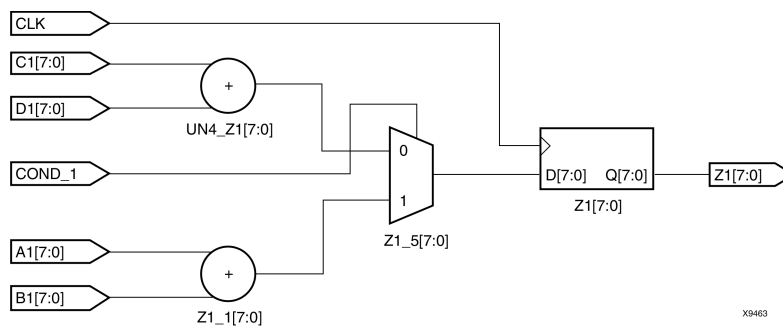 CLK
C1[7:0]
+
D1[7:0]
UN4_Z1[7:0]
COND_1
0
1
D[7:0] Q[7:0]
Z1[7:0]
Z1[7:0]
Z1_5[7:0]
A1[7:0]
+
B1[7:0]
Z1_1[7:0]
X9463